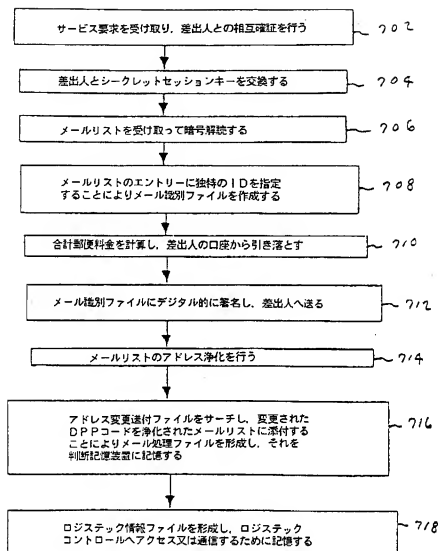 サービス要求を受け取り,差出人との相互確証を行う
702
差出人とシークレットセッションキーを交換する
704
メールリストを受け取って暗号解読する
706
メールリストのエントリーに独特のIDを指定
することによりメール識別ファイルを作成する
708
合計郵便料金を計算し,差出人の口座から引き落とす
710
メール識別ファイルにデジタル的に署名し,差出人へ送る
712
メールリストのアドレス浄化を行う
714
アドレス変更送付ファイルをサーチし,変更された
DPPコードを浄化されたメールリストに添付する
ことによりメール処理ファイルを形成し,それを
判断記憶装置に記憶する
716
ロジステック情報ファイルを形成し,ロジステック
コントロールへアクセス又は通信するために記憶する
718